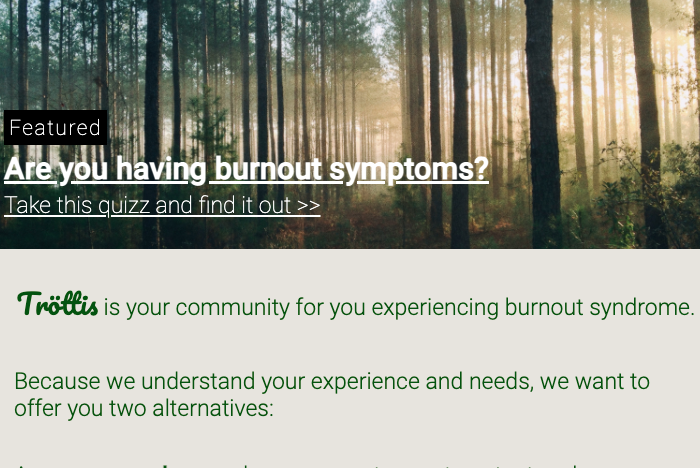 Featured
Are you having burnout symptoms?
Take this quizz and find it out >>
Tröttis is your community for you experiencing burnout syndrome.
Because we understand your experience and needs, we want to
offer you two alternatives: